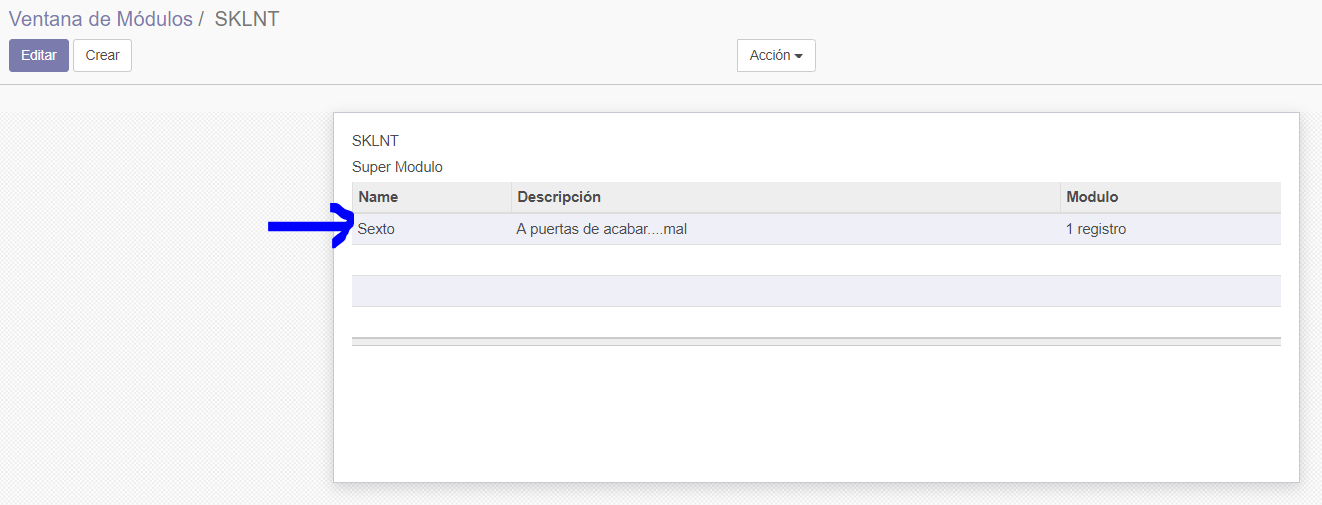 Ventana de Módulos / SKLNT
Editar Crear Acción
SKLNT
Super Modulo
Name Descripción Modulo
Sexto A puertas de acabar....mal 1 registro